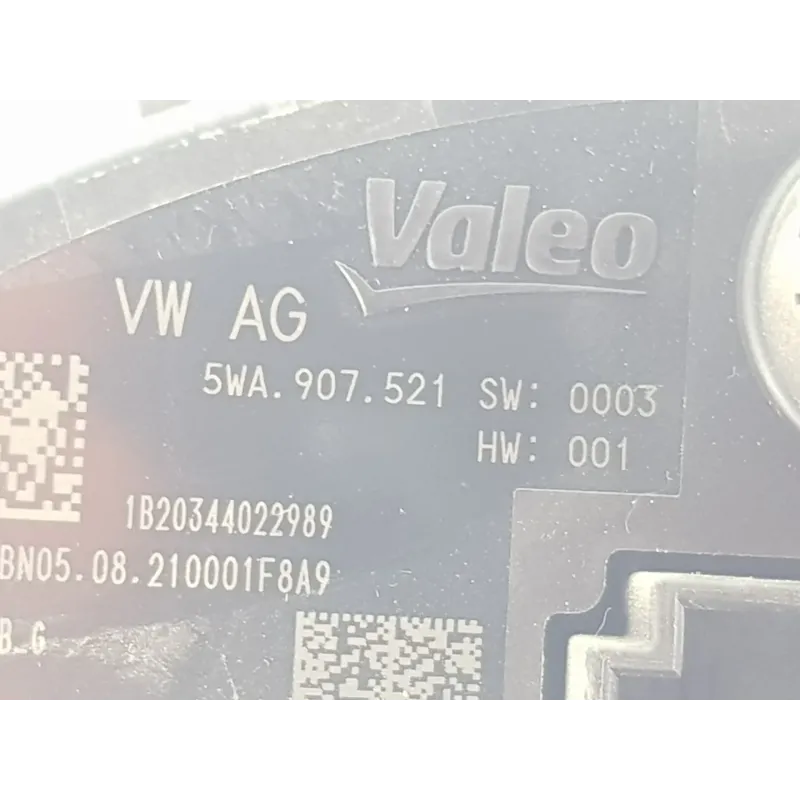 Valeo
VW AG
5WA.907.521 SW: 0003
HW: 001
1B20344022989
BN05.08.210001F8A9
B_G